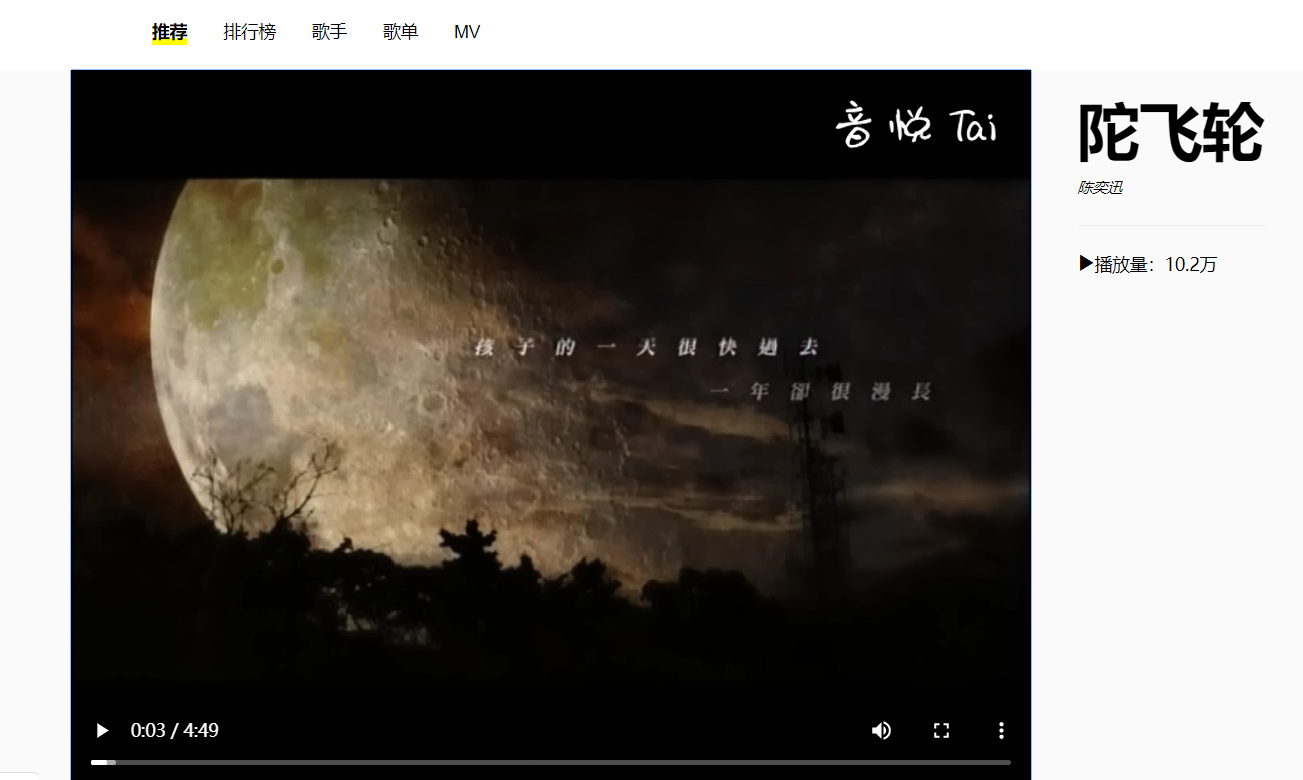 推荐 排行榜 歌手 歌单 MV
音悦Tai
陀飞轮
陈奕迅
▶播放量：10.2万
孩子的一天很快過去
一年卻很漫長
0:03 / 4:49